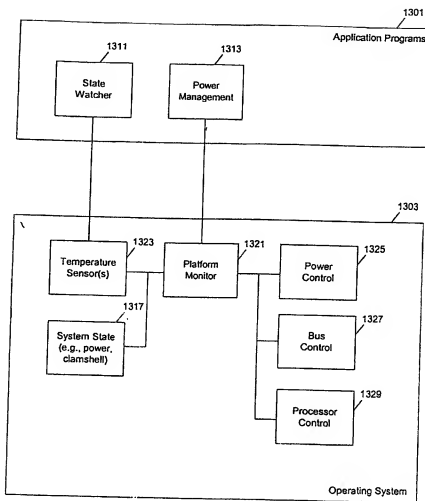 1301
Application Programs
1311
State
Watcher
1313
Power
Management
1303
1323
Temperature
Sensor(s)
1321
Platform
Monitor
1325
Power
Control
1317
System State
(e.g., power,
clamshell)
1327
Bus
Control
1329
Processor
Control
Operating System